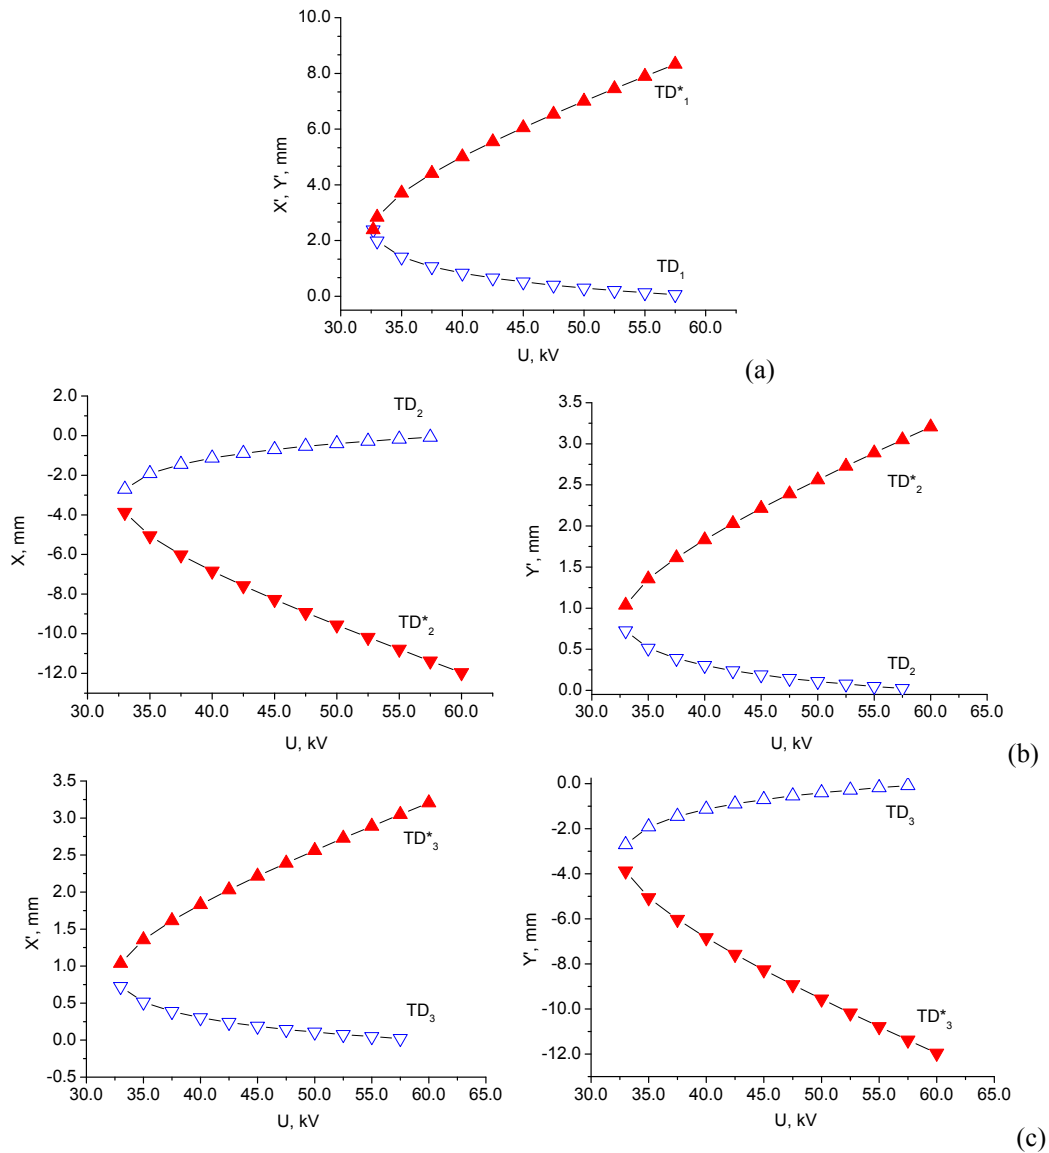 10.0
8.0
6.0
4.0
2.0
0.0
X', Y', mm
TD*1
TD1
30.0 35.0 40.0 45.0 50.0 55.0 60.0
U, kV
(a)
2.0
0.0
-2.0
-4.0
-6.0
-8.0
-10.0
-12.0
X, mm
TD2
TD*2
30.0 35.0 40.0 45.0 50.0 55.0 60.0
U, kV
3.5
3.0
2.5
2.0
1.5
1.0
0.5
0.0
Y', mm
TD*2
TD2
30.0 35.0 40.0 45.0 50.0 55.0 60.0 65.0
U, kV
(b)
3.5
3.0
2.5
2.0
1.5
1.0
0.5
0.0
-0.5
X', mm
TD*3
TD3
30.0 35.0 40.0 45.0 50.0 55.0 60.0 65.0
U, kV
0.0
-2.0
-4.0
-6.0
-8.0
-10.0
-12.0
Y', mm
TD3
TD*3
30.0 35.0 40.0 45.0 50.0 55.0 60.0 65.0
U, kV
(c)